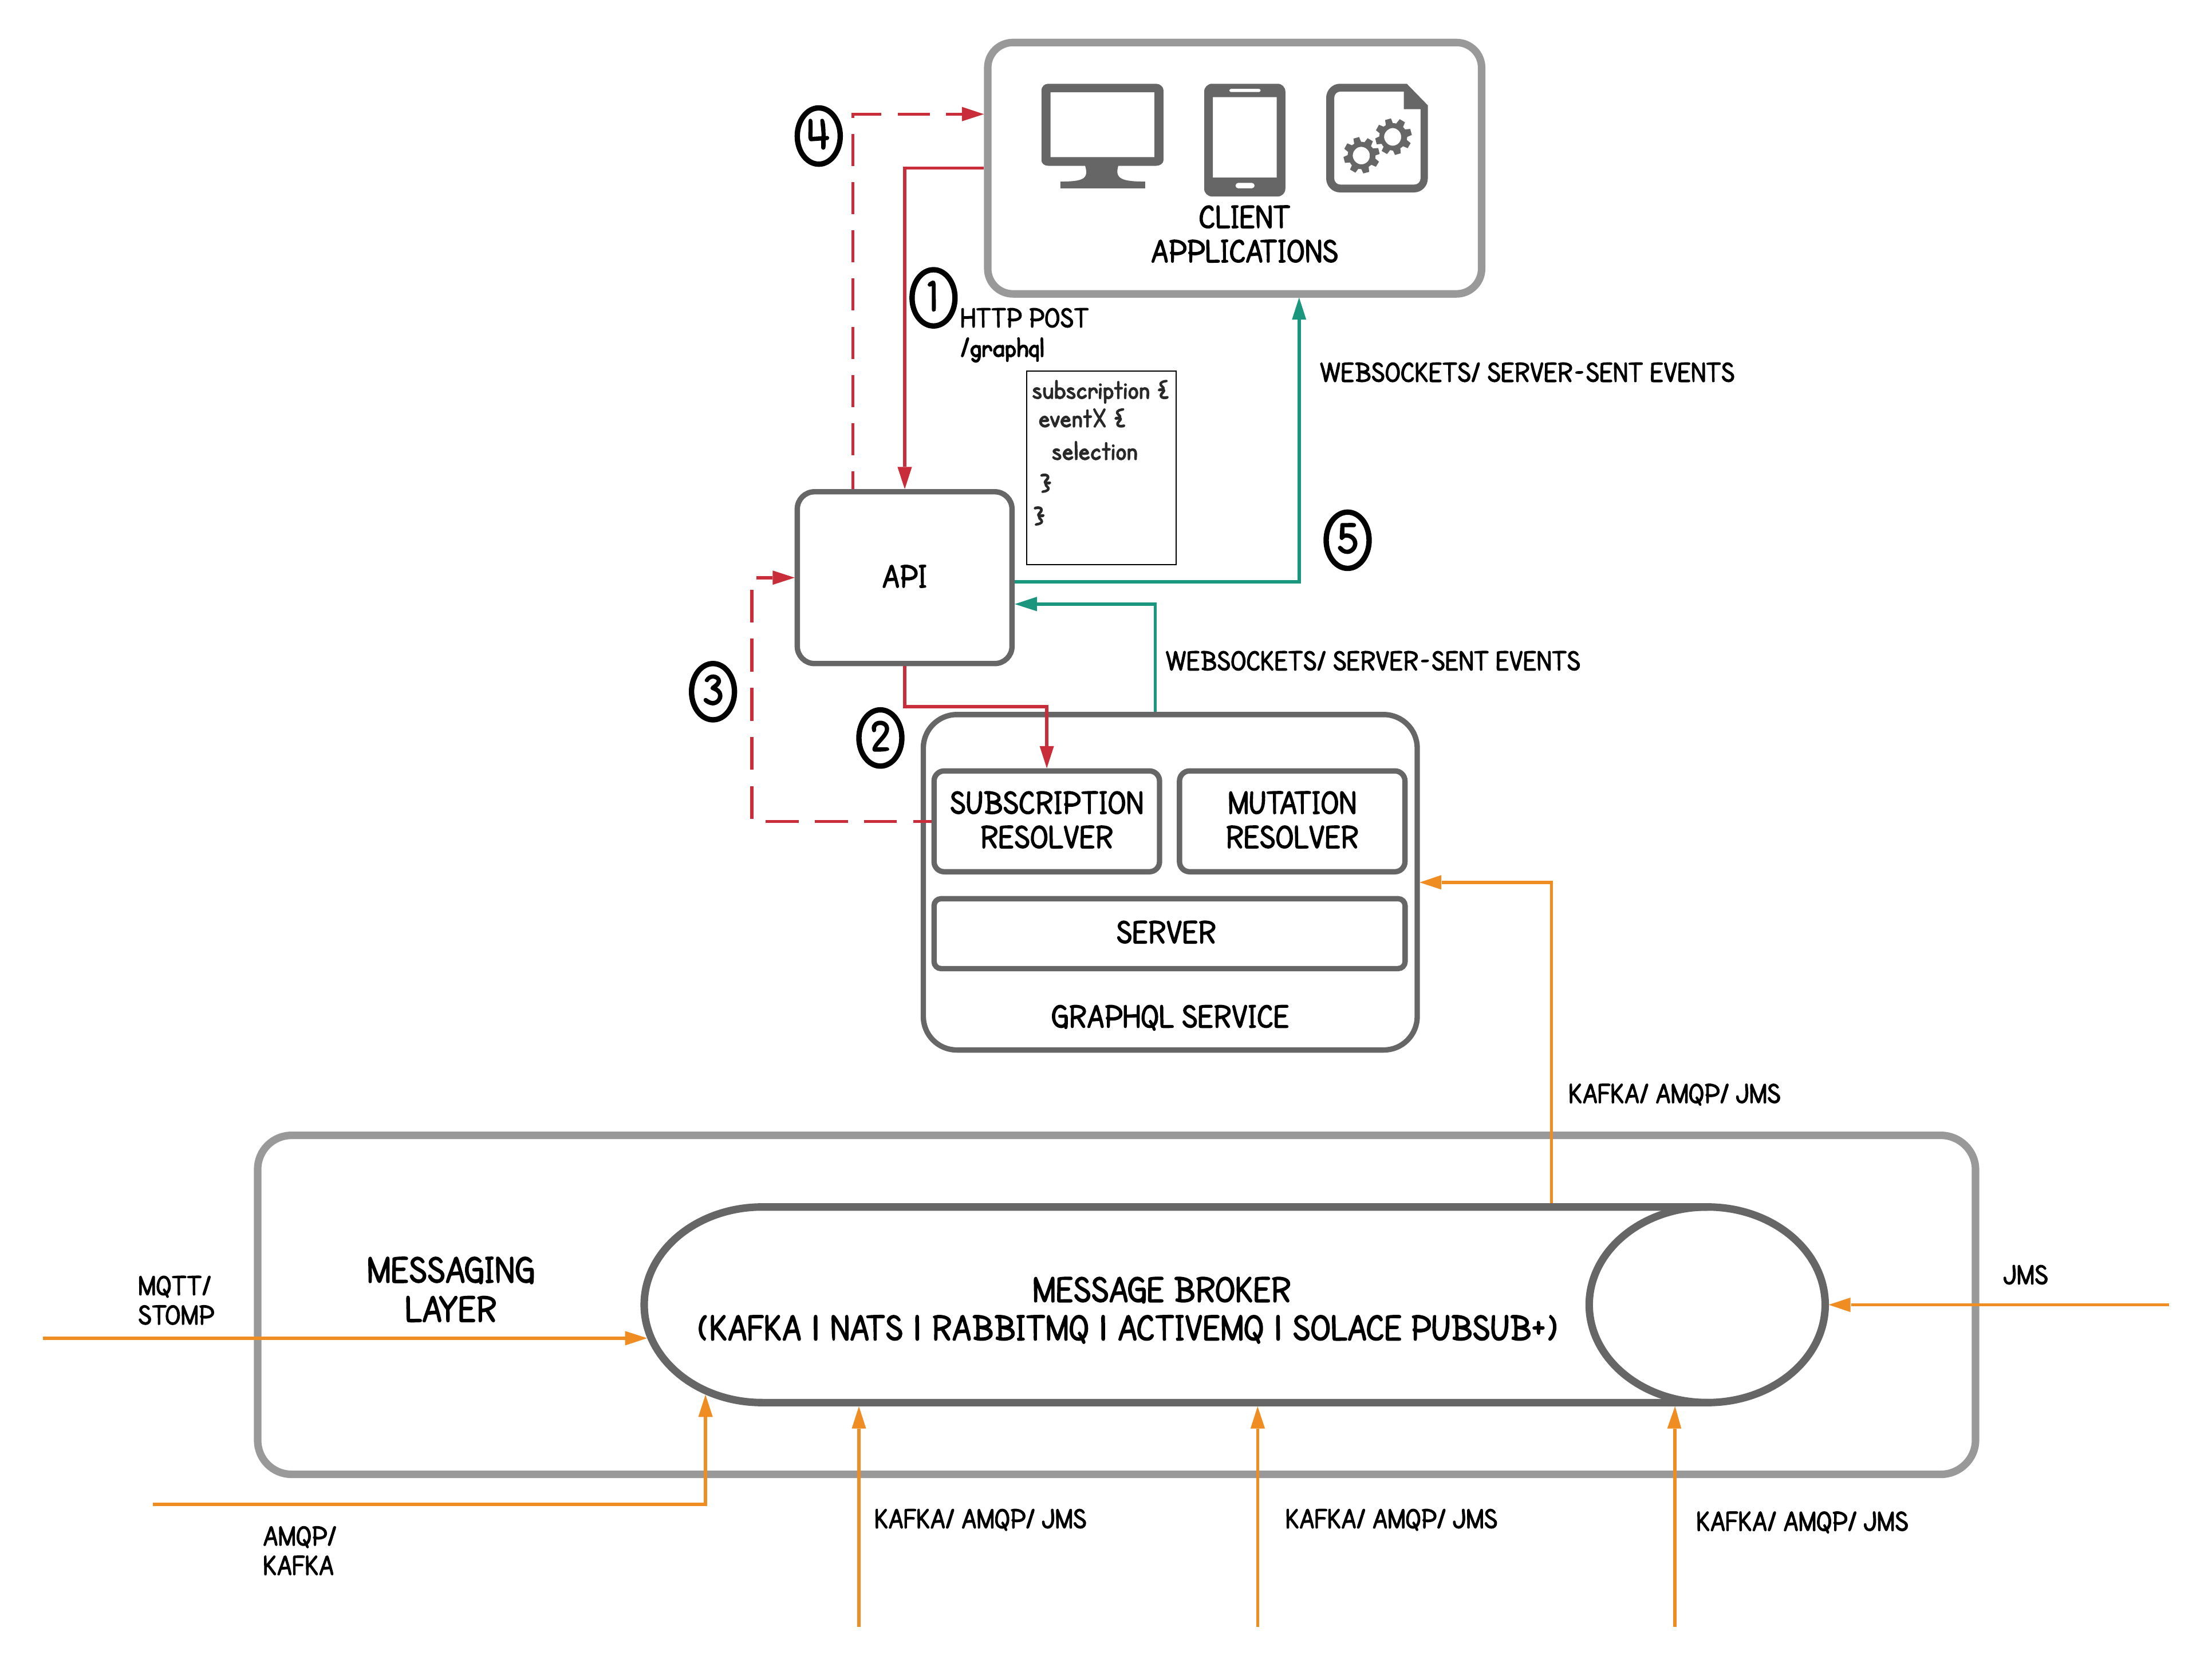 4
CLIENT
APPLICATIONS
1
HTTP POST
/graphql
subscription {
eventX {
selection
}
}
WEBSOCKETS/ SERVER-SENT EVENTS
5
API
3
WEBSOCKETS/ SERVER-SENT EVENTS
2
SUBSCRIPTION
RESOLVER
MUTATION
RESOLVER
SERVER
GRAPHQL SERVICE
KAFKA/ AMQP/ JMS
MESSAGING
LAYER
MQTT/
STOMP
MESSAGE BROKER
(KAFKA | NATS | RABBITMQ | ACTIVEMQ | SOLACE PUBSUB+)
JMS
AMQP/
KAFKA
KAFKA/ AMQP/ JMS
KAFKA/ AMQP/ JMS
KAFKA/ AMQP/ JMS